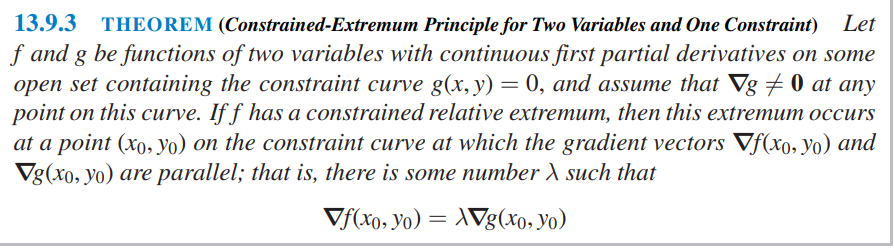 13.9.3 THEOREM (Constrained-Extremum Principle for Two Variables and One Constraint) Let
f and g be functions of two variables with continuous first partial derivatives on some
open set containing the constraint curve g(x, y) = 0, and assume that ∇g ≠ 0 at any
point on this curve. If f has a constrained relative extremum, then this extremum occurs
at a point (x₀, y₀) on the constraint curve at which the gradient vectors ∇f(x₀, y₀) and
∇g(x₀, y₀) are parallel; that is, there is some number λ such that
∇f(x₀, y₀) = λ∇g(x₀, y₀)